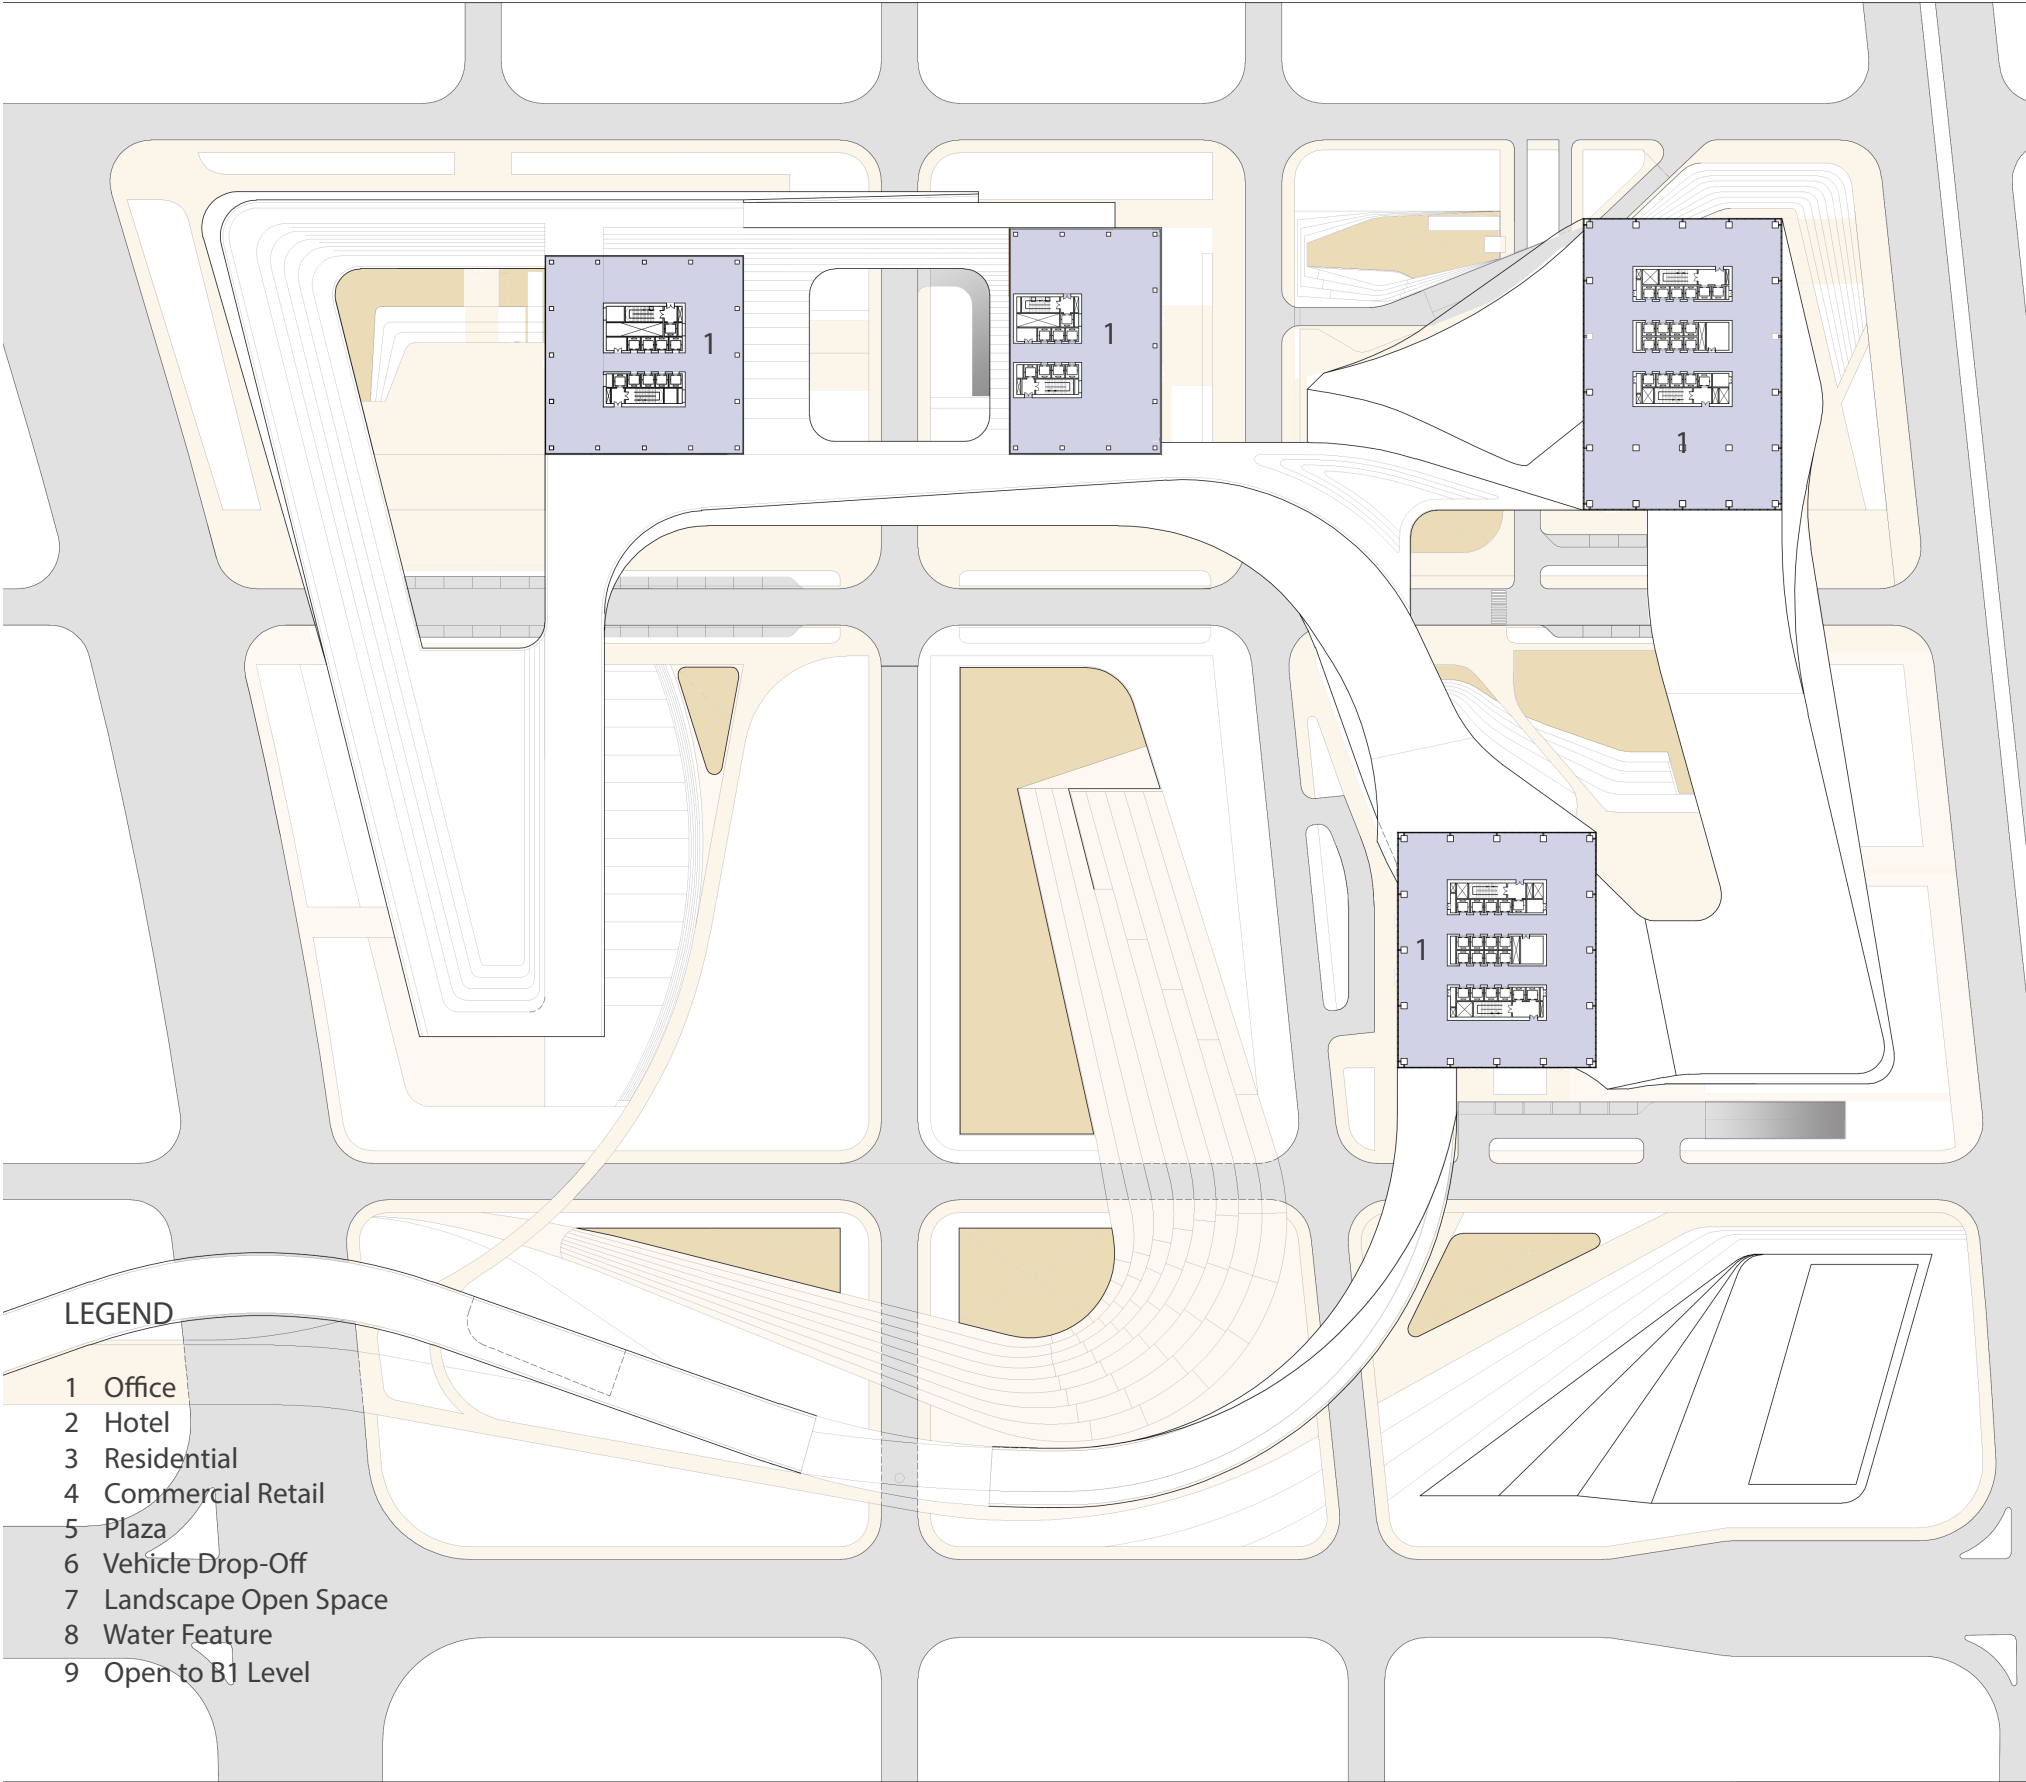 1
1
1
1
LEGEND
1 Office
2 Hotel
3 Residential
4 Commercial Retail
5 Plaza
6 Vehicle Drop-Off
7 Landscape Open Space
8 Water Feature
9 Open to B1 Level